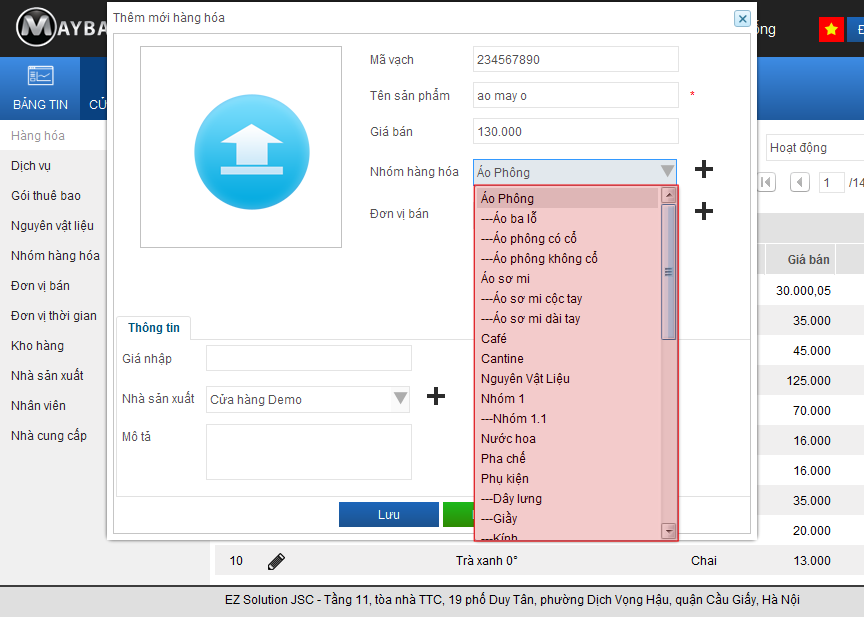 Thêm mới hàng hóa
MAYBA
BẢNG TIN
Hàng hóa
Dịch vụ
Gói thuê bao
Nguyên vật liệu
Nhóm hàng hóa
Đơn vị bán
Đơn vị thời gian
Kho hàng
Nhà sản xuất
Nhân viên
Nhà cung cấp
Mã vạch 234567890
Tên sản phẩm ao may o *
Giá bán 130.000
Nhóm hàng hóa Áo Phông
Đơn vị bán
Áo Phông
---Áo ba lỗ
---Áo phông có cổ
---Áo phông không cổ
Áo sơ mi
---Áo sơ mi cộc tay
---Áo sơ mi dài tay
Café
Cantine
Nguyên Vật Liệu
Nhóm 1
---Nhóm 1.1
Nước hoa
Pha chế
Phụ kiện
---Dây lưng
---Giầy
---Kính
Thông tin
Giá nhập
Nhà sản xuất Cửa hàng Demo
Mô tả
Lưu
Hoạt động
1 /14
Giá bán
30.000,05
35.000
45.000
125.000
70.000
16.000
16.000
35.000
20.000
10 Trà xanh 0° Chai 13.000
EZ Solution JSC - Tầng 11, tòa nhà TTC, 19 phố Duy Tân, phường Dịch Vọng Hậu, quận Cầu Giấy, Hà Nội